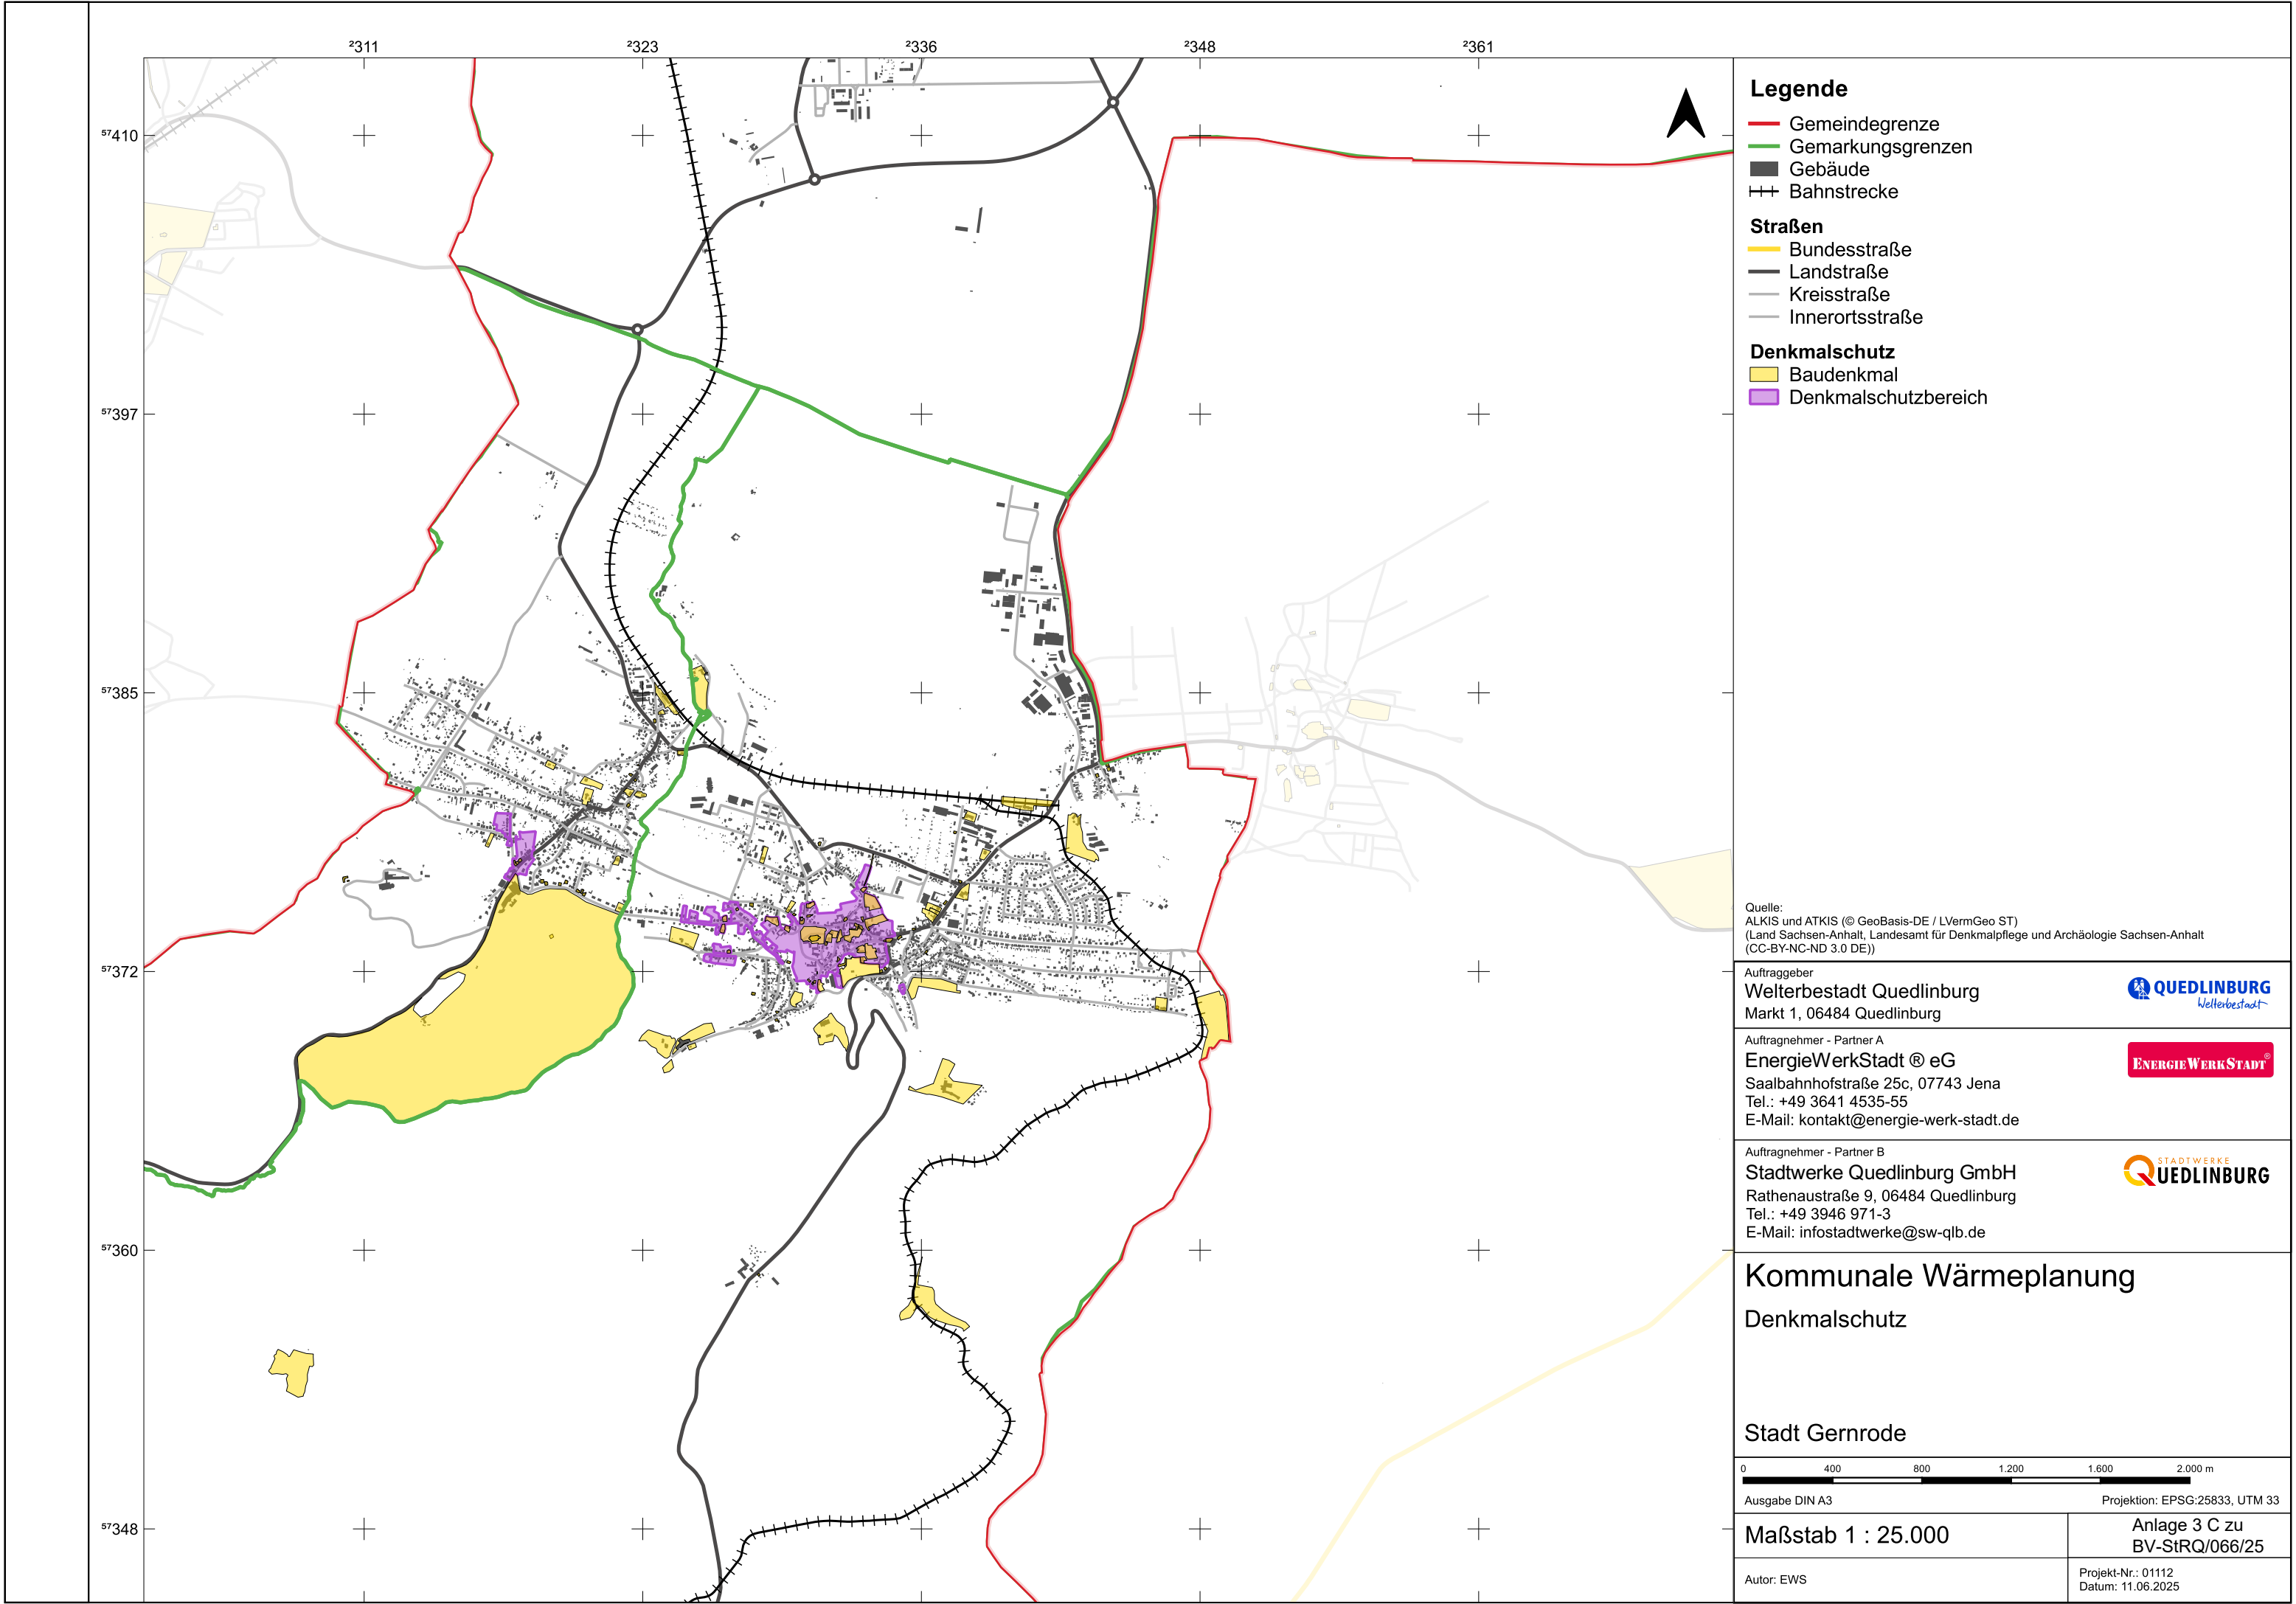 ²311 ²323 ²336 ²348 ²361
⁵⁷410
⁵⁷397
⁵⁷385
⁵⁷372
⁵⁷360
⁵⁷348
Legende
Gemeindegrenze
Gemarkungsgrenzen
Gebäude
Bahnstrecke
Straßen
Bundesstraße
Landstraße
Kreisstraße
Innerortsstraße
Denkmalschutz
Baudenkmal
Denkmalschutzbereich
Quelle:
ALKIS und ATKIS (© GeoBasis-DE / LVermGeo ST)
(Land Sachsen-Anhalt, Landesamt für Denkmalpflege und Archäologie Sachsen-Anhalt
(CC-BY-NC-ND 3.0 DE))
Auftraggeber
Welterbestadt Quedlinburg
Markt 1, 06484 Quedlinburg
QUEDLINBURG
Welterbestadt
Auftragnehmer - Partner A
EnergieWerkStadt ® eG
Saalbahnhofstraße 25c, 07743 Jena
Tel.: +49 3641 4535-55
E-Mail: kontakt@energie-werk-stadt.de
ENERGIEWERKSTADT®
Auftragnehmer - Partner B
Stadtwerke Quedlinburg GmbH
Rathenaustraße 9, 06484 Quedlinburg
Tel.: +49 3946 971-3
E-Mail: infostadtwerke@sw-qlb.de
STADTWERKE
QUEDLINBURG
Kommunale Wärmeplanung
Denkmalschutz
Stadt Gernrode
0 400 800 1.200 1.600 2.000 m
Ausgabe DIN A3 Projektion: EPSG:25833, UTM 33
Maßstab 1 : 25.000
Anlage 3 C zu
BV-StRQ/066/25
Autor: EWS
Projekt-Nr.: 01112
Datum: 11.06.2025